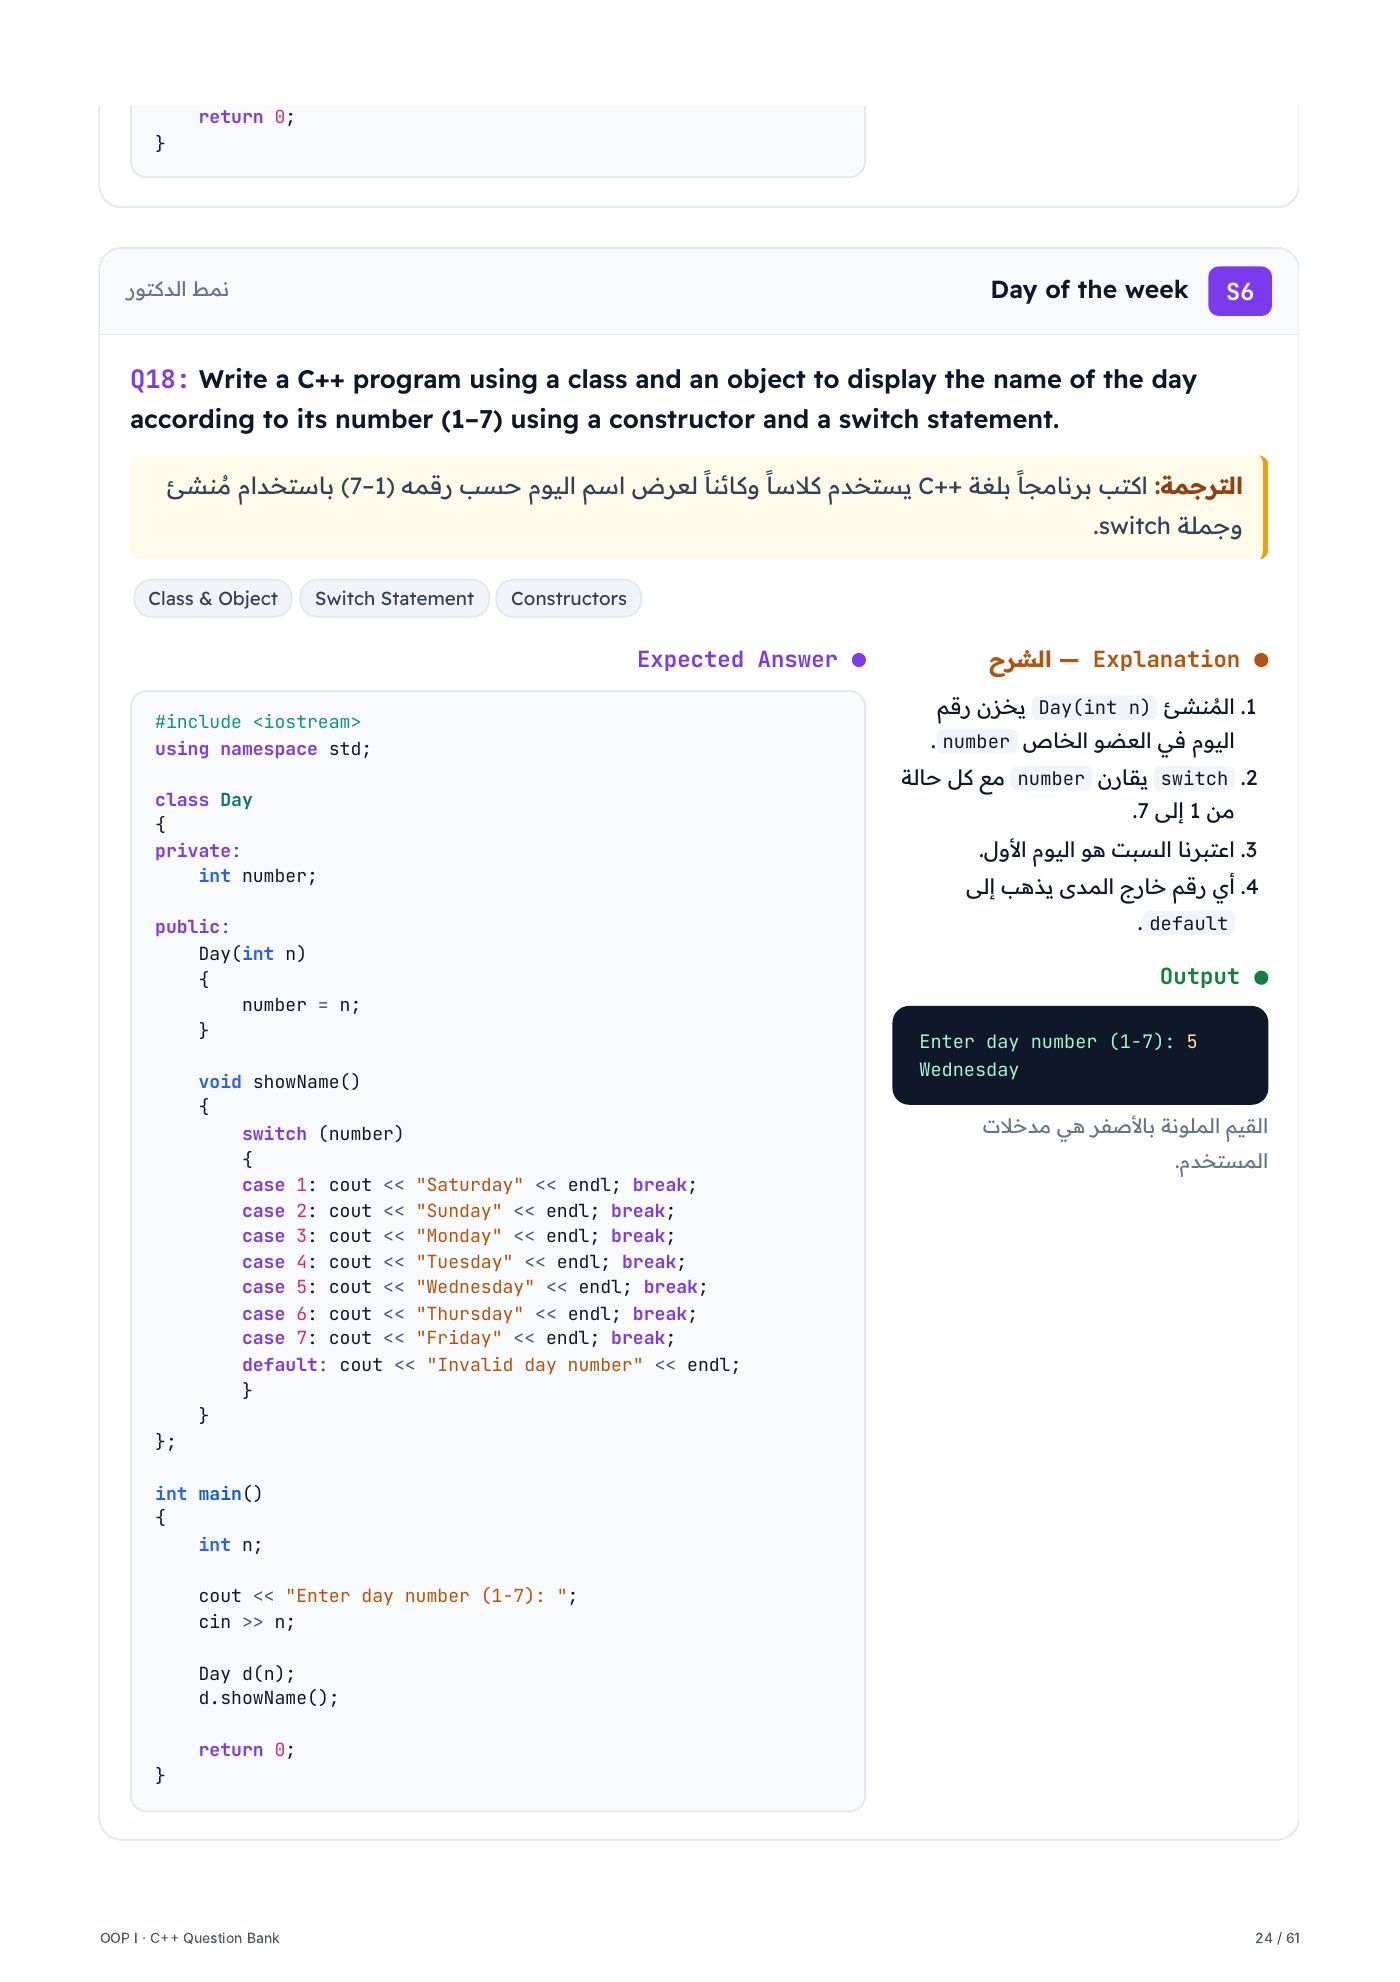 return 0;
}
S6 Day of the week
نمط الدكتور
Q18: Write a C++ program using a class and an object to display the name of the day
according to its number (1–7) using a constructor and a switch statement.
الترجمة: اكتب برنامجاً بلغة C++ يستخدم كلاساً وكائناً لعرض اسم اليوم حسب رقمه (1–7) باستخدام مُنشئ
وجملة switch.
Class & Object
Switch Statement
Constructors
Explanation — الشرح
1. المُنشئ Day(int n) يخزن رقم
اليوم في العضو الخاص number.
2. switch يقارن number مع كل حالة
من 1 إلى 7.
3. اعتبرنا السبت هو اليوم الأول.
4. أي رقم خارج المدى يذهب إلى
default.
Output
Enter day number (1-7): 5
Wednesday
القيم الملونة بالأصفر هي مدخلات
المستخدم.
Expected Answer
#include <iostream>
using namespace std;

class Day
{
private:
    int number;

public:
    Day(int n)
    {
        number = n;
    }

    void showName()
    {
        switch (number)
        {
        case 1: cout << "Saturday" << endl; break;
        case 2: cout << "Sunday" << endl; break;
        case 3: cout << "Monday" << endl; break;
        case 4: cout << "Tuesday" << endl; break;
        case 5: cout << "Wednesday" << endl; break;
        case 6: cout << "Thursday" << endl; break;
        case 7: cout << "Friday" << endl; break;
        default: cout << "Invalid day number" << endl;
        }
    }
};

int main()
{
    int n;

    cout << "Enter day number (1-7): ";
    cin >> n;

    Day d(n);
    d.showName();

    return 0;
}
OOP I · C++ Question Bank
24 / 61